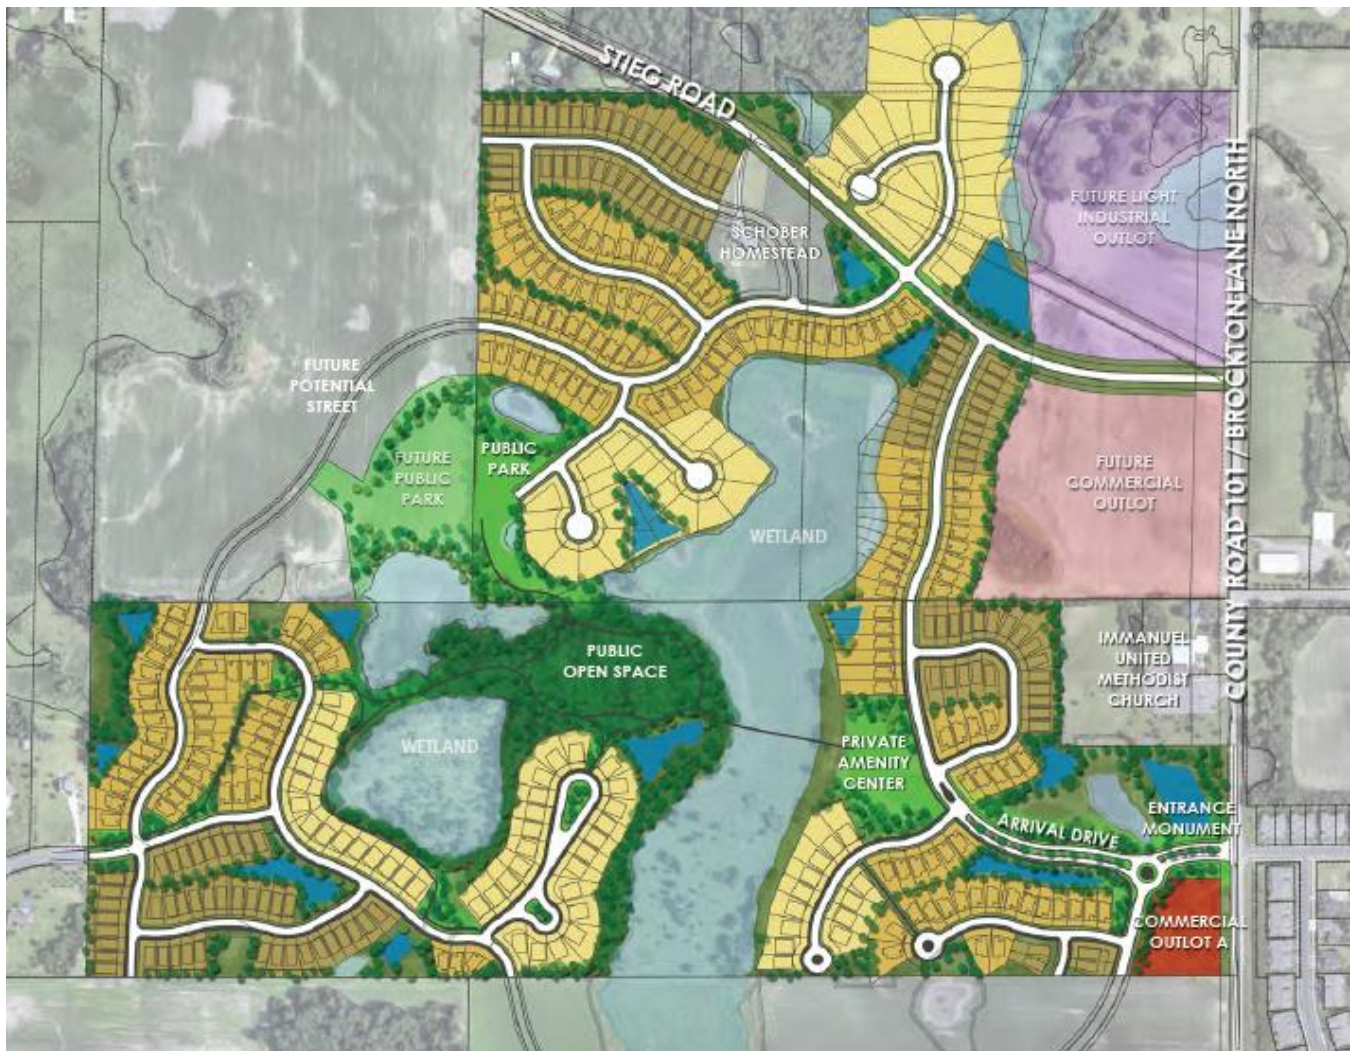 STIEG ROAD
FUTURE LIGHT
INDUSTRIAL
OUTLOT
SCHOBER
HOMESTEAD
COUNTY ROAD 101 / BROCKTON LANE NORTH
FUTURE
POTENTIAL
STREET
FUTURE
PUBLIC
PARK
PUBLIC
PARK
FUTURE
COMMERCIAL
OUTLOT
WETLAND
PUBLIC
OPEN SPACE
IMMANUEL
UNITED
METHODIST
CHURCH
WETLAND
PRIVATE
AMENITY
CENTER
ENTRANCE
MONUMENT
ARRIVAL DRIVE
COMMERCIAL
OUTLOT A